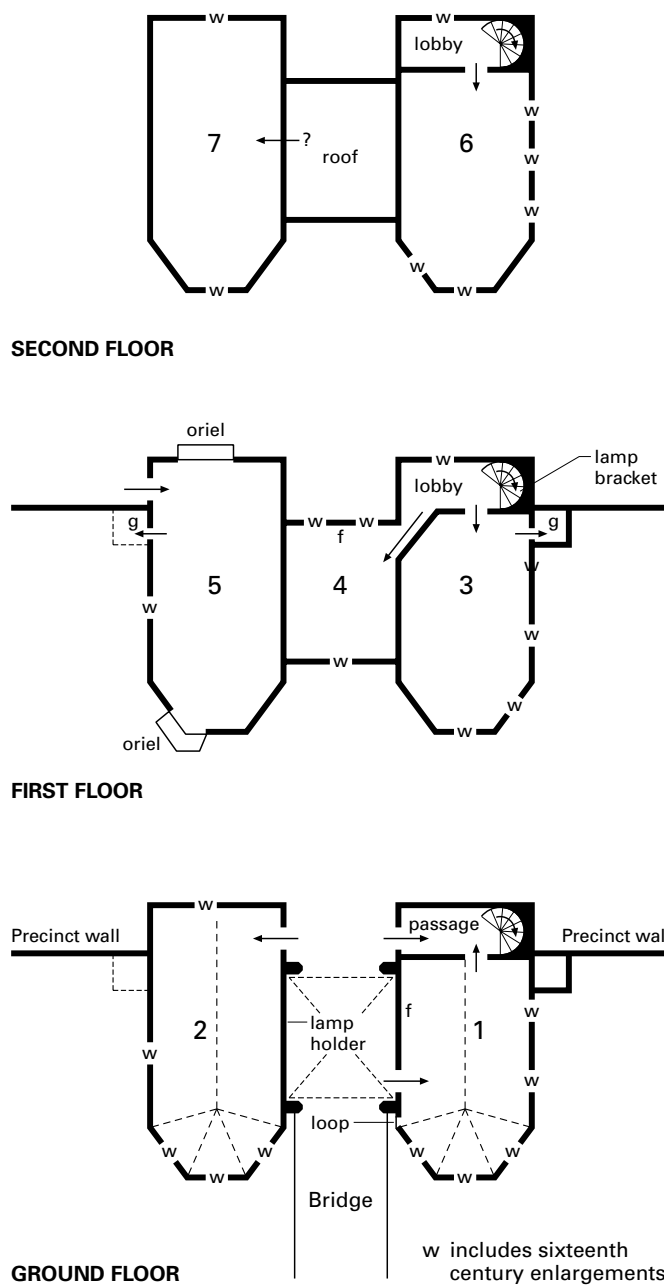 w
w
lobby
w
7
?
roof
6
w
w
w
w
w
SECOND FLOOR
oriel
w
lobby
lamp
bracket
g
w
w
f
g
5
4
3
w
w
w
w
w
oriel
w
FIRST FLOOR
w
Precinct wall
passage
Precinct wal
2
lamp
holder
f
1
w
w
w
loop
w
w
w
w
w
w
Bridge
w includes sixteenth
century enlargements
GROUND FLOOR